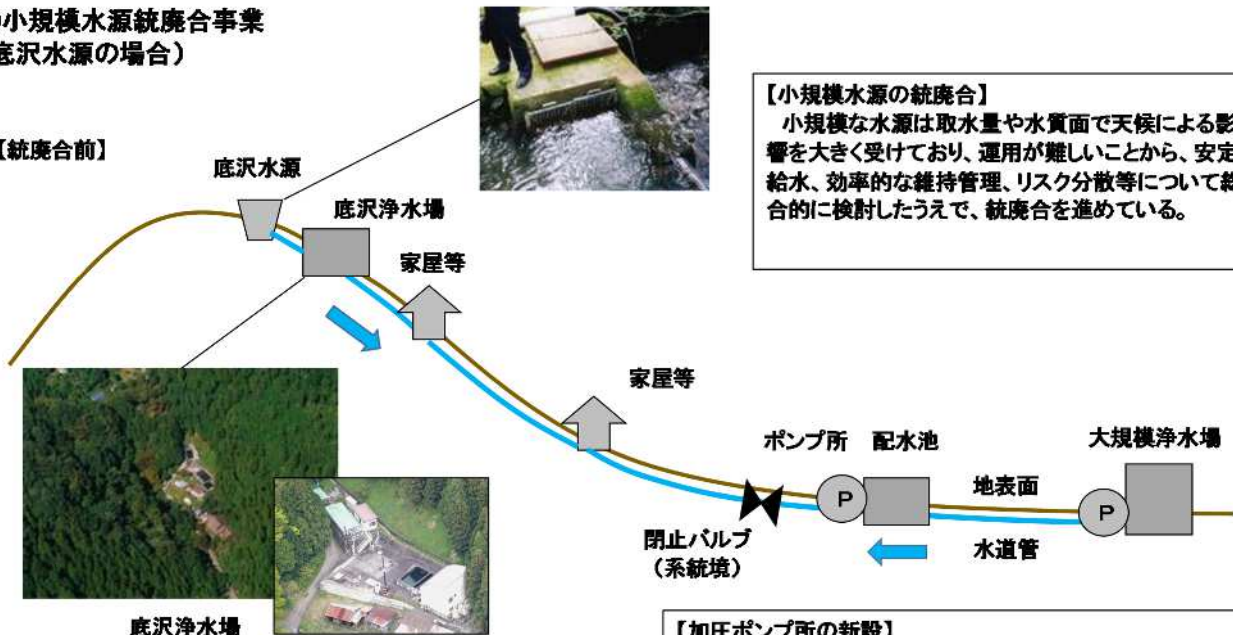 小規模水源統廃合事業
底沢水源の場合）
【統廃合前】
底沢水源
底沢浄水場
家屋等
【小規模水源の統廃合】
小規模な水源は取水量や水質面で天候による影
響を大きく受けており、運用が難しいことから、安定
給水、効率的な維持管理、リスク分散等について総
合的に検討したうえで、統廃合を進めている。
家屋等
ポンプ所
配水池
大規模浄水場
P
P
地表面
水道管
閉止バルブ
（系統境）
底沢浄水場
【加圧ポンプ所の新設】